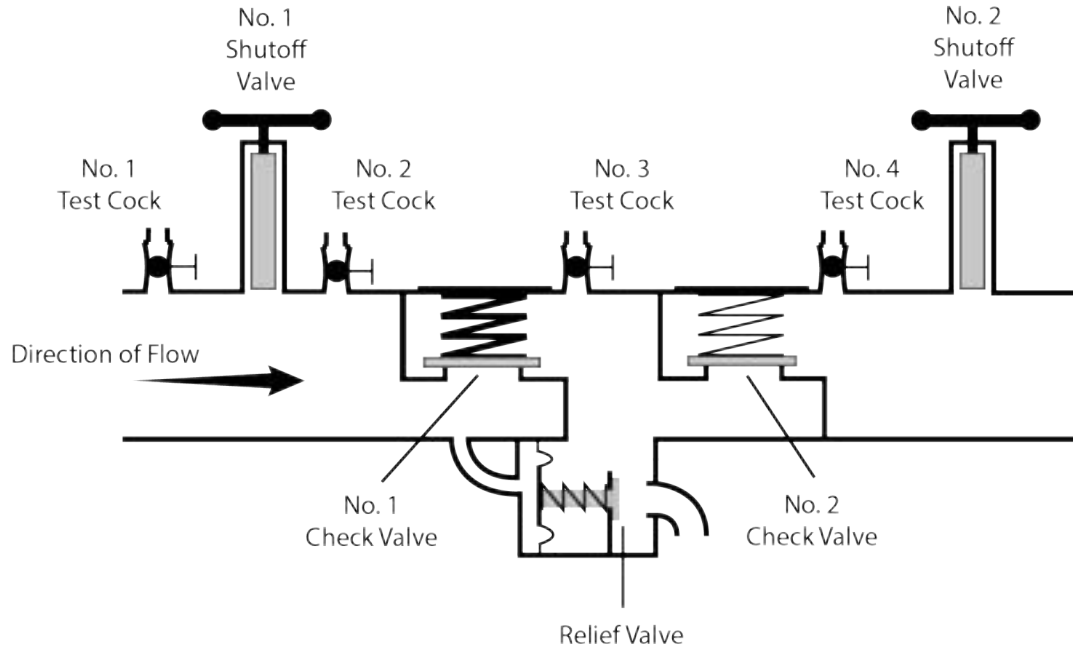 No. 1
Shutoff
Valve
No. 2
Shutoff
Valve
No. 1
Test Cock
No. 2
Test Cock
No. 3
Test Cock
No. 4
Test Cock
Direction of Flow
No. 1
Check Valve
No. 2
Check Valve
Relief Valve